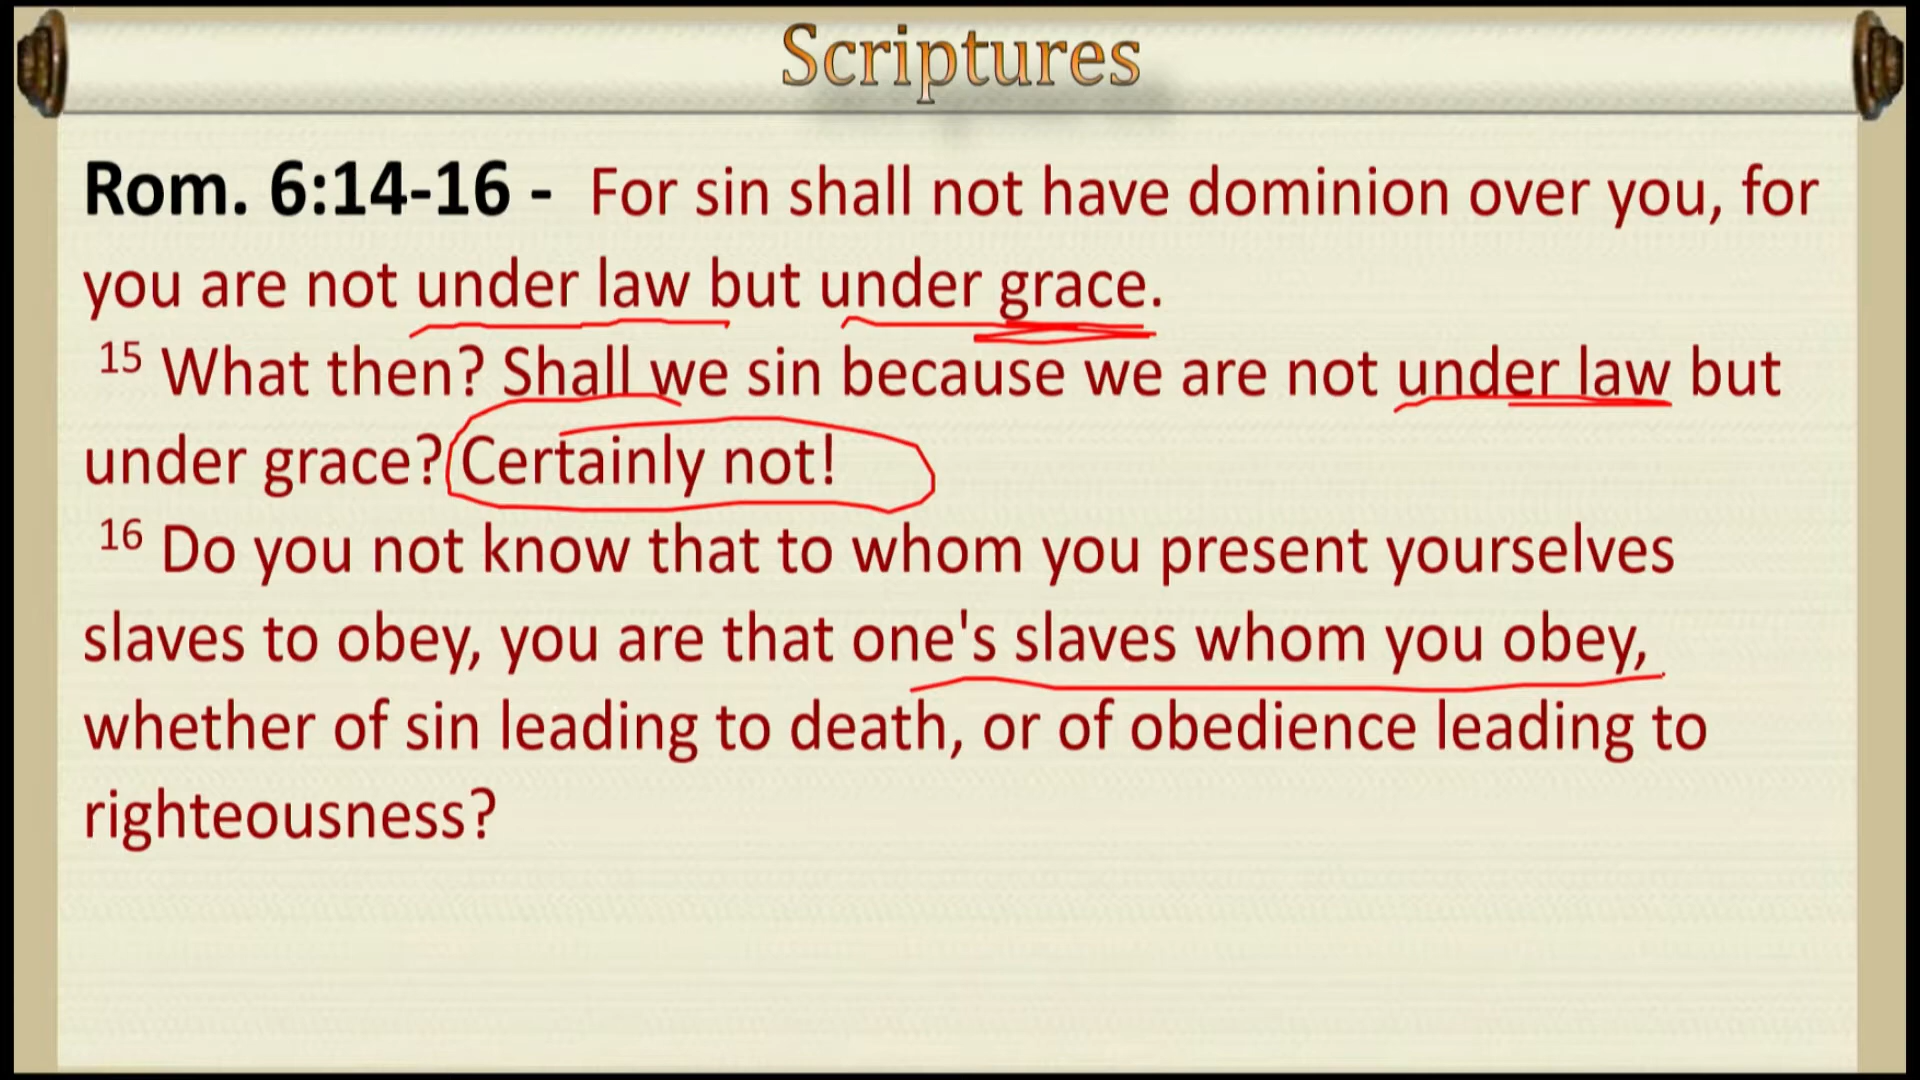 Scriptures
Rom. 6:14-16 - For sin shall not have dominion over you, for
you are not under law but under grace.
15 What then? Shall we sin because we are not under law but
under grace? Certainly not!
16 Do you not know that to whom you present yourselves
slaves to obey, you are that one's slaves whom you obey,
whether of sin leading to death, or of obedience leading to
righteousness?